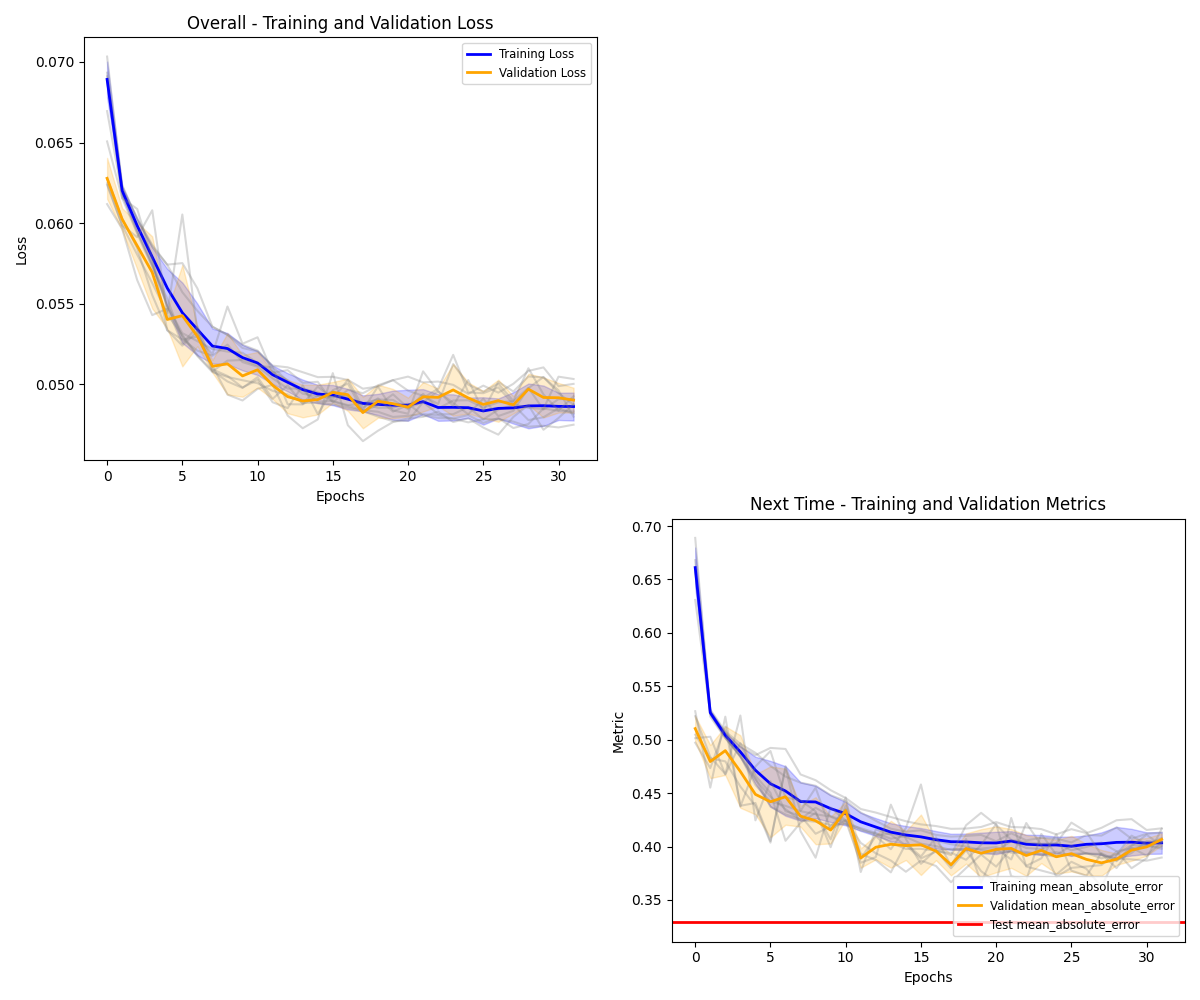 Overall - Training and Validation Loss
Training Loss
Validation Loss
0.070
0.065
0.060
0.055
0.050
Loss
0 5 10 15 20 25 30
Epochs
Next Time - Training and Validation Metrics
0.70
0.65
0.60
0.55
0.50
0.45
0.40
0.35
Metric
Training mean_absolute_error
Validation mean_absolute_error
Test mean_absolute_error
0 5 10 15 20 25 30
Epochs